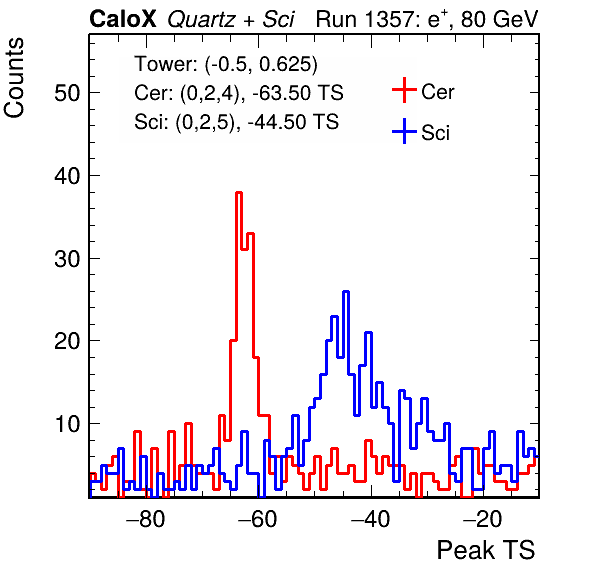 CaloX Quartz + Sci Run 1357: e⁺, 80 GeV
Tower: (-0.5, 0.625)
Cer: (0,2,4), -63.50 TS
Sci: (0,2,5), -44.50 TS
Cer
Sci
Counts
50
40
30
20
10
−80 −60 −40 −20
Peak TS